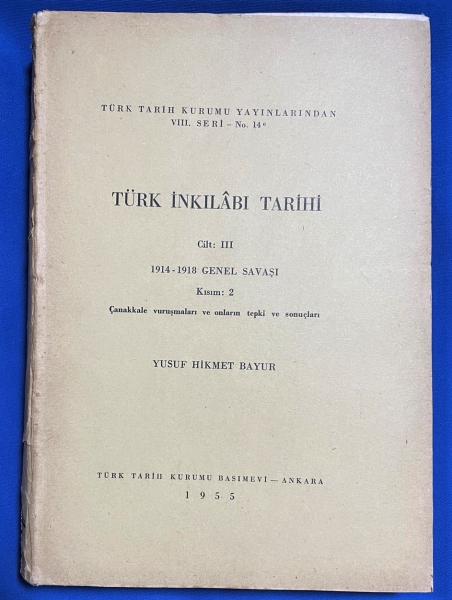 TÜRK TARİH KURUMU YAYINLARINDAN
VIII. SERİ – No. 14ᵉ
TÜRK İNKILÂBI TARİHİ
Cilt: III
1914-1918 GENEL SAVAŞI
Kısım: 2
Çanakkale vuruşmaları ve onların tepki ve sonuçları
YUSUF HİKMET BAYUR
TÜRK TARİH KURUMU BASIMEVİ — ANKARA
1955